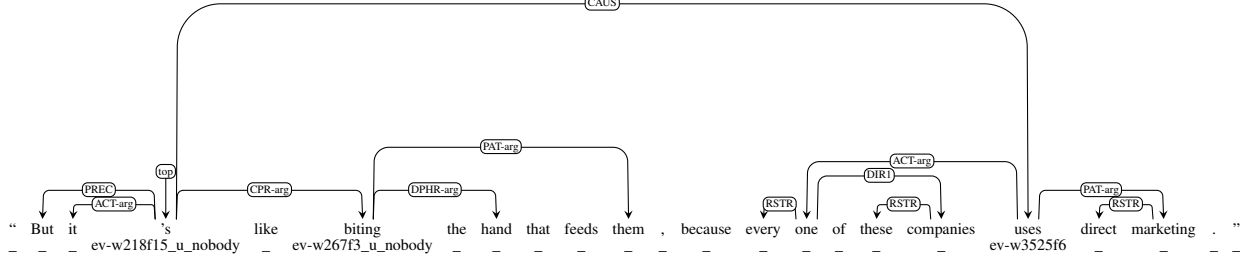 CAUS
PAT-arg
ACT-arg
top DIR1
PREC CPR-arg DPHR-arg PAT-arg
ACT-arg RSTR RSTR RSTR
“ But it ’s like biting the hand that feeds them , because every one of these companies uses direct marketing . ”
_ _ _ ev-w218f15_u_nobody _ ev-w267f3_u_nobody _ _ _ _ _ _ _ _ _ _ _ _ ev-w3525f6 _ _ _ _